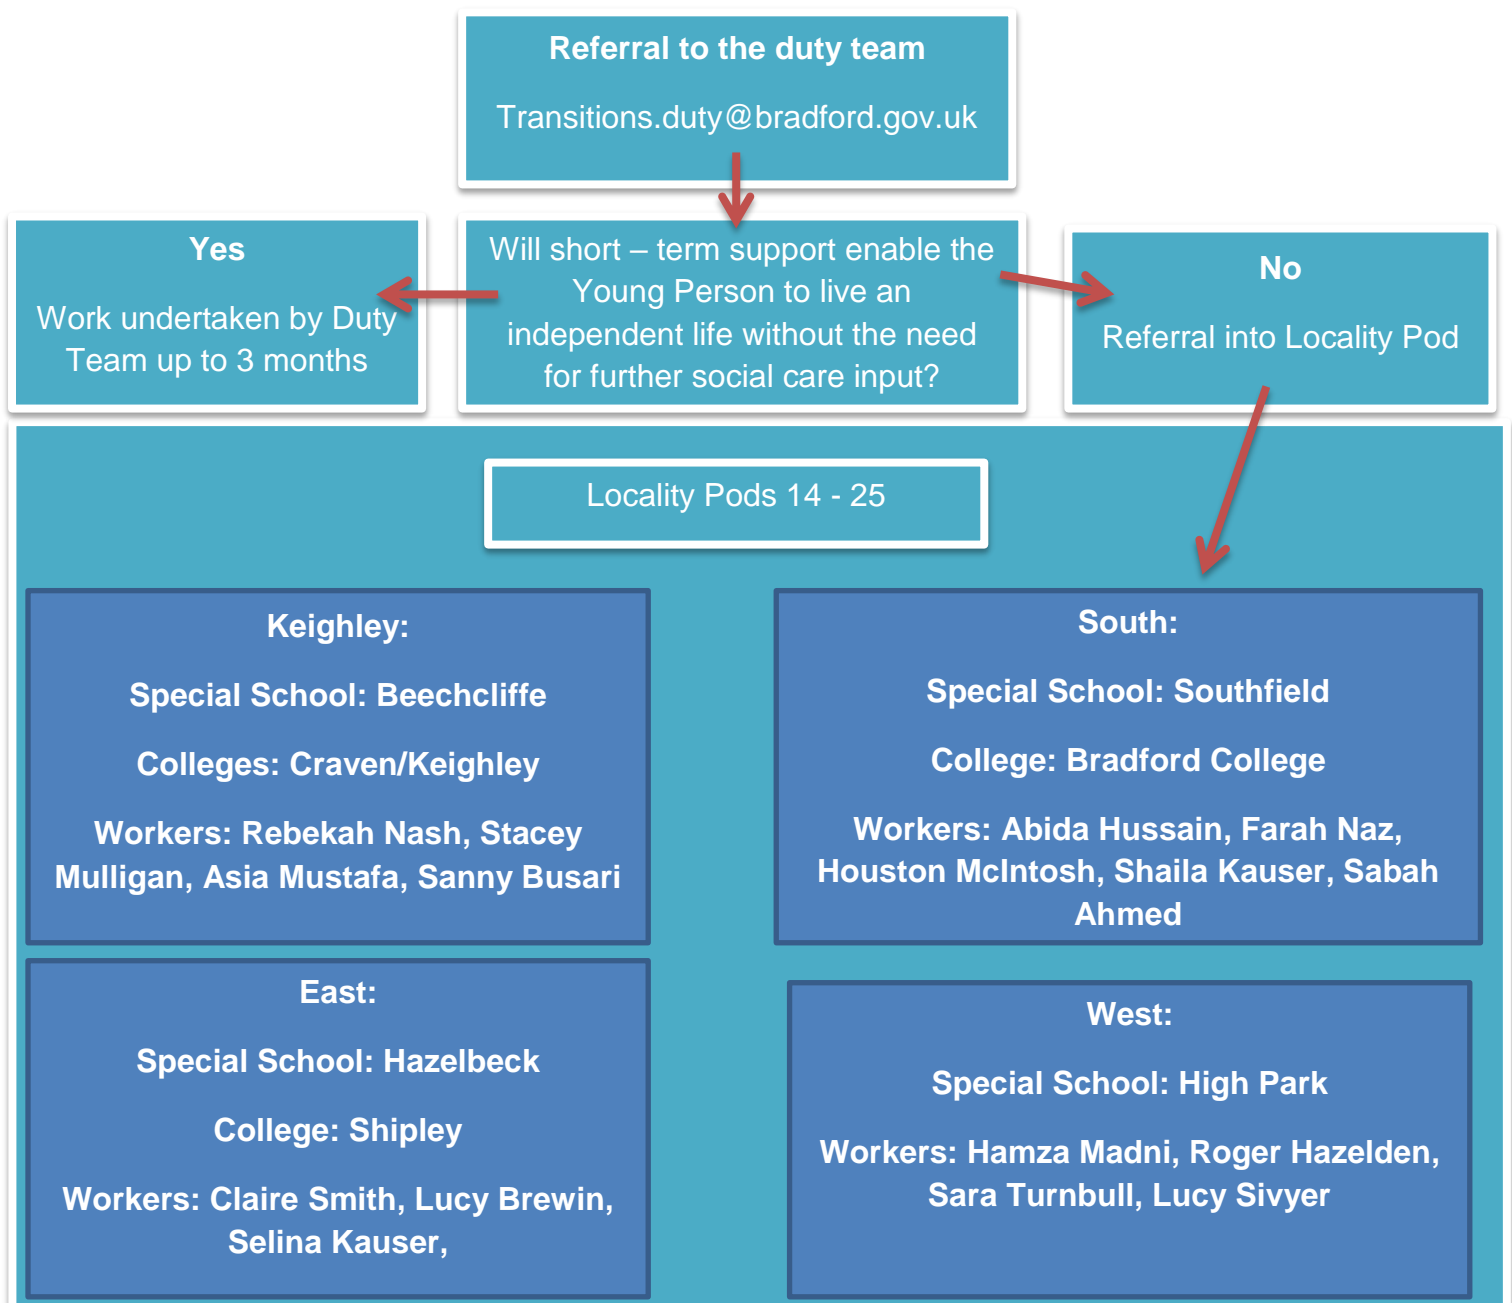 Referral to the duty team
Transitions.duty@bradford.gov.uk
Yes
Work undertaken by Duty
Team up to 3 months
Will short – term support enable the
Young Person to live an
independent life without the need
for further social care input?
No
Referral into Locality Pod
Locality Pods 14 - 25
Keighley:
Special School: Beechcliffe
Colleges: Craven/Keighley
Workers: Rebekah Nash, Stacey
Mulligan, Asia Mustafa, Sanny Busari
South:
Special School: Southfield
College: Bradford College
Workers: Abida Hussain, Farah Naz,
Houston McIntosh, Shaila Kauser, Sabah
Ahmed
East:
Special School: Hazelbeck
College: Shipley
Workers: Claire Smith, Lucy Brewin,
Selina Kauser,
West:
Special School: High Park
Workers: Hamza Madni, Roger Hazelden,
Sara Turnbull, Lucy Sivyer